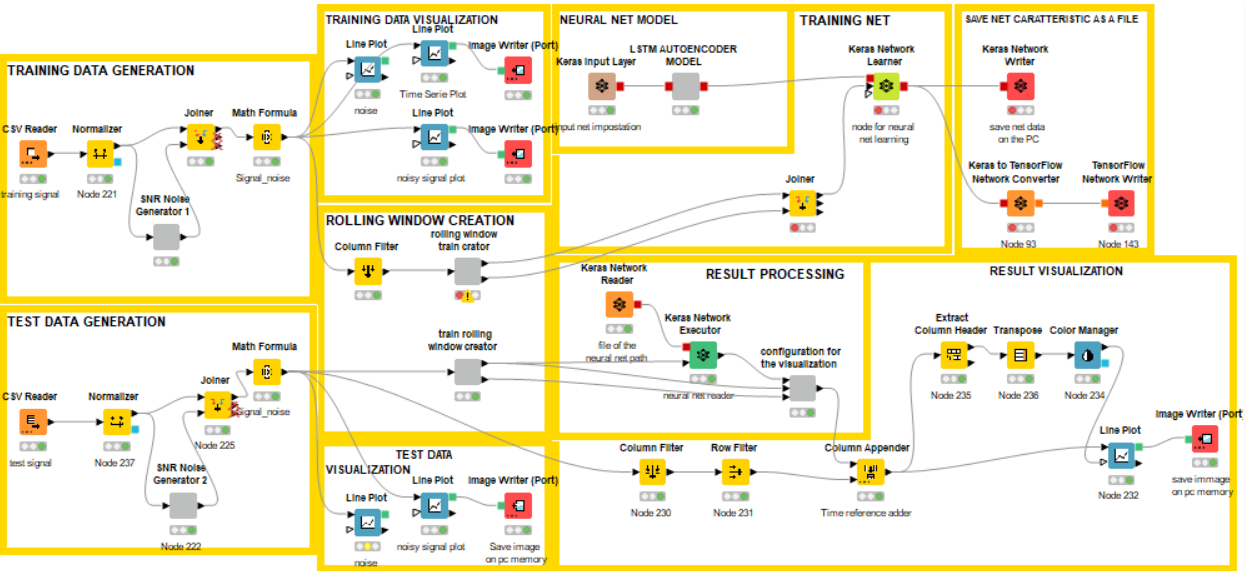 TRAINING DATA GENERATION
CSV Reader
training signal
Normalizer
Node 221
SNR Noise
Generator 1
Joiner
Math Formula
Signal_noise
TRAINING DATA VISUALIZATION
Line Plot
noise
Line Plot
Time Serie Plot
Image Writer (Port)
Line Plot
noisy signal plot
Image Writer (Port)
NEURAL NET MODEL
Keras Input Layer
input net impostation
LSTM AUTOENCODER
MODEL
TRAINING NET
Keras Network
Learner
node for neural
net learning
Joiner
SAVE NET CARATTERISTIC AS A FILE
Keras Network
Writer
save net data
on the PC
Keras to TensorFlow
Network Converter
Node 93
TensorFlow
Network Writer
Node 143
ROLLING WINDOW CREATION
Column Filter
rolling window
train crator
train rolling
window creator
TEST DATA GENERATION
CSV Reader
test signal
Normalizer
Node 237
SNR Noise
Generator 2
Node 222
Joiner
Node 225
Math Formula
Signal_noise
TEST DATA
VISUALIZATION
Line Plot
noise
Line Plot
noisy signal plot
Image Writer (Port)
Save image
on pc memory
RESULT PROCESSING
Keras Network
Reader
file of the
neural net path
Keras Network
Executor
neural net reader
configuration for
the visualization
RESULT VISUALIZATION
Column Filter
Node 230
Row Filter
Node 231
Column Appender
Time reference adder
Extract
Column Header
Node 235
Transpose
Node 236
Color Manager
Node 234
Line Plot
Node 232
Image Writer (Port)
save immage
on pc memory